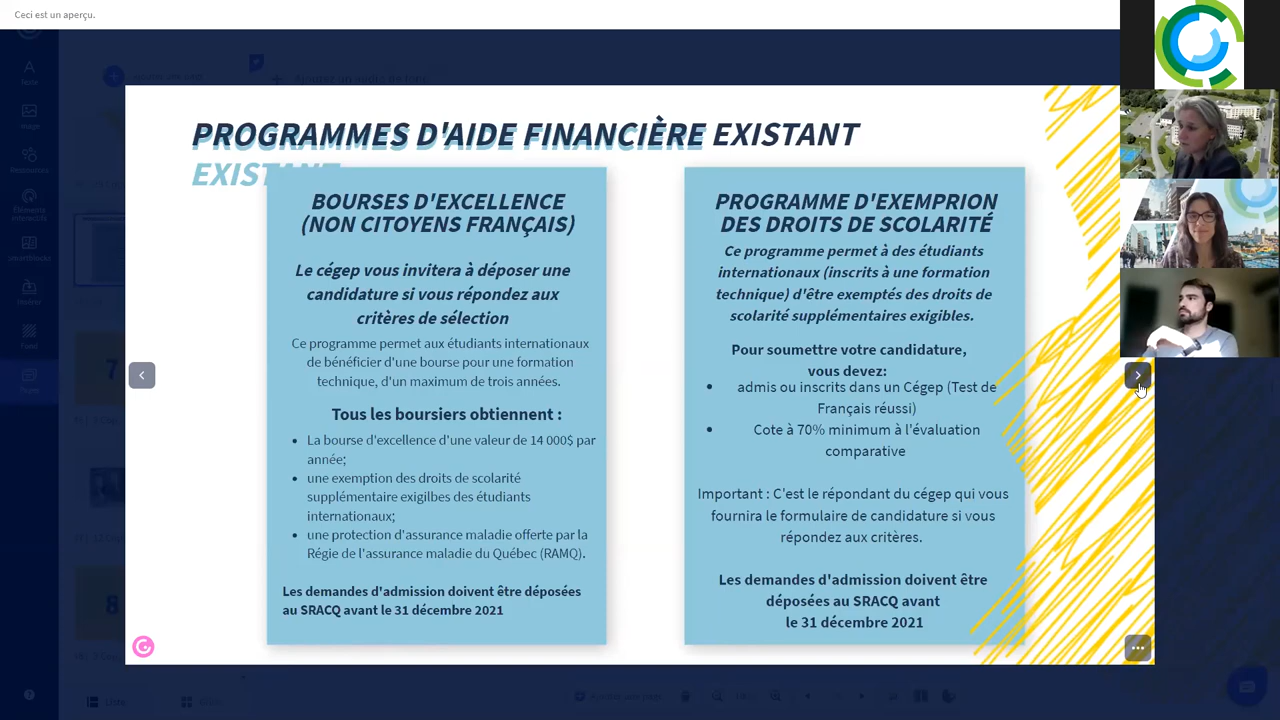 Ceci est un aperçu.
PROGRAMMES D'AIDE FINANCIÈRE EXISTANT
EXISTANT
BOURSES D'EXCELLENCE
(NON CITOYENS FRANÇAIS)
Le cégep vous invitera à déposer une
candidature si vous répondez aux
critères de sélection
Ce programme permet aux étudiants internationaux
de bénéficier d'une bourse pour une formation
technique, d'un maximum de trois années.
Tous les boursiers obtiennent :
• La bourse d'excellence d'une valeur de 14 000$ par
année;
• une exemption des droits de scolarité
supplémentaire exigilbes des étudiants
internationaux;
• une protection d'assurance maladie offerte par la
Régie de l'assurance maladie du Québec (RAMQ).
Les demandes d'admission doivent être déposées
au SRACQ avant le 31 décembre 2021
PROGRAMME D'EXEMPRION
DES DROITS DE SCOLARITÉ
Ce programme permet à des étudiants
internationaux (inscrits à une formation
technique) d'être exemptés des droits de
scolarité supplémentaires exigibles.
Pour soumettre votre candidature,
vous devez:
• admis ou inscrits dans un Cégep (Test de
Français réussi)
• Cote à 70% minimum à l'évaluation
comparative
Important : C'est le répondant du cégep qui vous
fournira le formulaire de candidature si vous
répondez aux critères.
Les demandes d'admission doivent être
déposées au SRACQ avant
le 31 décembre 2021